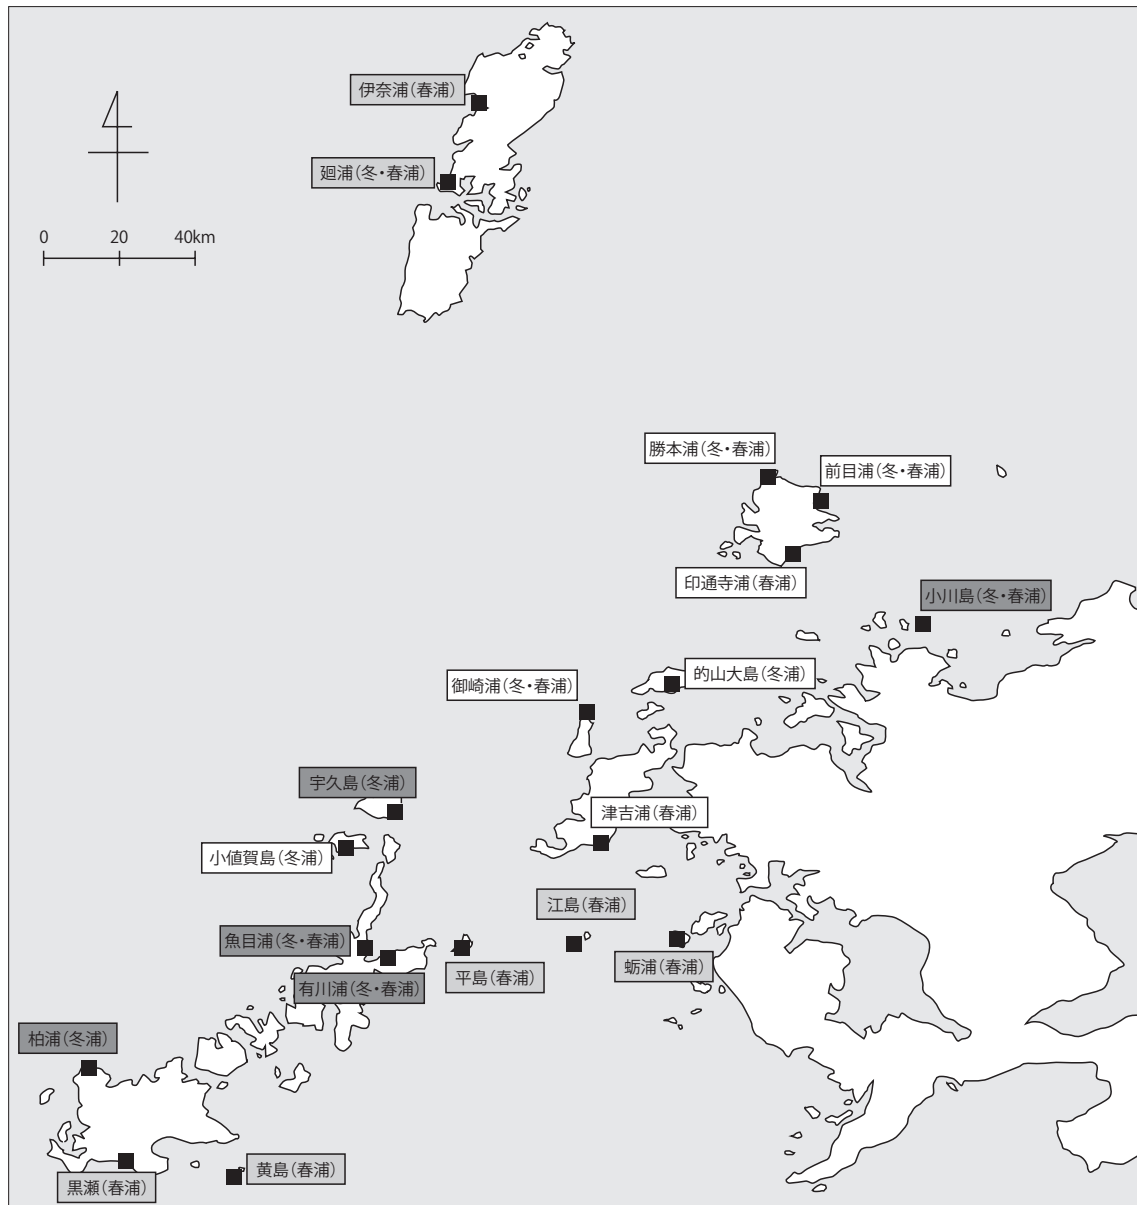 伊奈浦(春浦)
廻浦(冬・春浦)
0 20 40km
勝本浦(冬・春浦)
前目浦(冬・春浦)
印通寺浦(春浦)
小川島(冬・春浦)
的山大島(冬浦)
御崎浦(冬・春浦)
宇久島(冬浦)
津吉浦(春浦)
小値賀島(冬浦)
江島(春浦)
魚目浦(冬・春浦)
蛎浦(春浦)
平島(春浦)
有川浦(冬・春浦)
柏浦(冬浦)
黄島(春浦)
黒瀬(春浦)